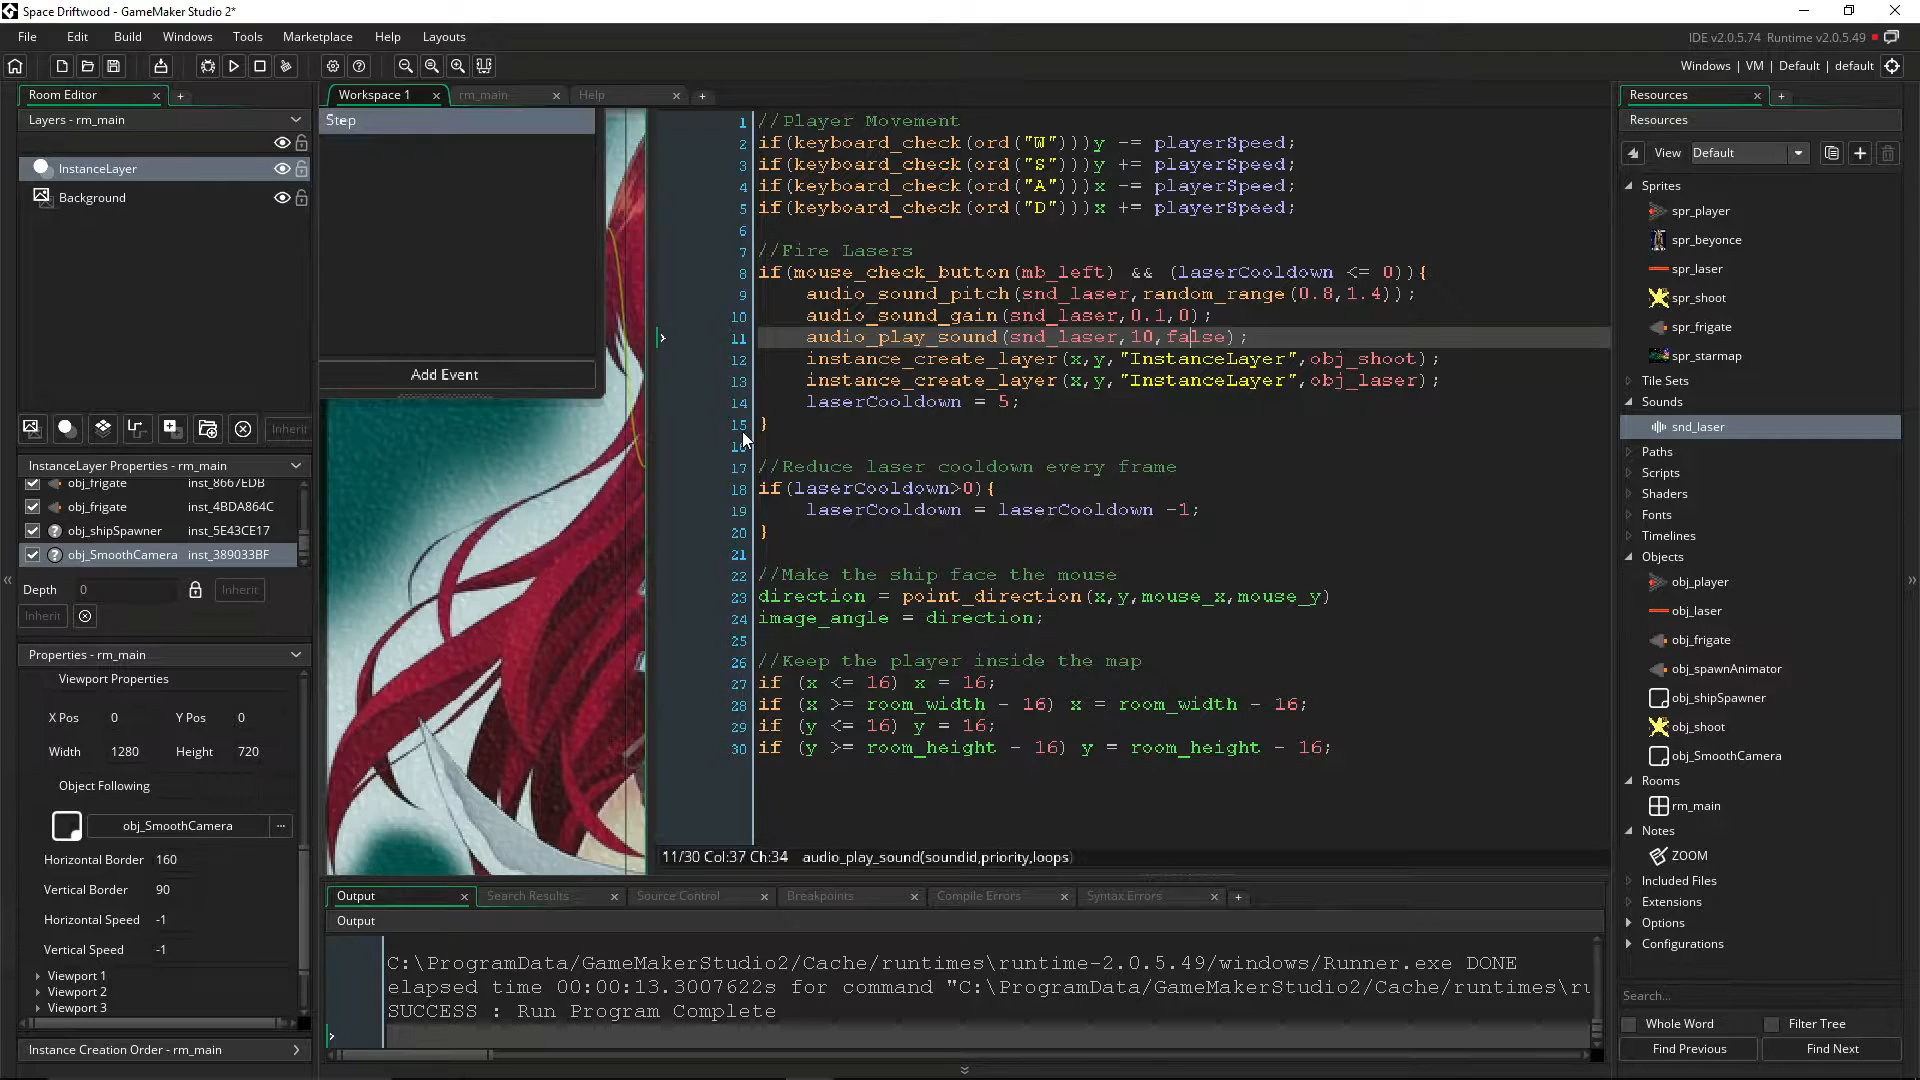 Space Driftwood - GameMaker Studio 2*
File Edit Build Windows Tools Marketplace Help Layouts
IDE v2.0.5.74 Runtime v2.0.5.49
Windows | VM | Default | default
Room Editor
Layers - rm_main
InstanceLayer
Background
Inherit
InstanceLayer Properties - rm_main
obj_frigate inst_8667EDB
obj_frigate inst_4BDA864C
obj_shipSpawner inst_5E43CE17
obj_SmoothCamera inst_389033BF
Depth 0 Inherit
Inherit
Properties - rm_main
Viewport Properties
X Pos 0 Y Pos 0
Width 1280 Height 720
Object Following
obj_SmoothCamera ...
Horizontal Border 160
Vertical Border 90
Horizontal Speed -1
Vertical Speed -1
Viewport 1
Viewport 2
Viewport 3
Instance Creation Order - rm_main
Workspace 1 rm_main Help
Step
Add Event
1 //Player Movement
2 if(keyboard_check(ord("W")))y -= playerSpeed;
3 if(keyboard_check(ord("S")))y += playerSpeed;
4 if(keyboard_check(ord("A")))x -= playerSpeed;
5 if(keyboard_check(ord("D")))x += playerSpeed;
6
7 //Fire Lasers
8 if(mouse_check_button(mb_left) && (laserCooldown <= 0)){
9 audio_sound_pitch(snd_laser,random_range(0.8,1.4));
10 audio_sound_gain(snd_laser,0.1,0);
11 audio_play_sound(snd_laser,10,false);
12 instance_create_layer(x,y,"InstanceLayer",obj_shoot);
13 instance_create_layer(x,y,"InstanceLayer",obj_laser);
14 laserCooldown = 5;
15 }
16
17 //Reduce laser cooldown every frame
18 if(laserCooldown>0){
19 laserCooldown = laserCooldown -1;
20 }
21
22 //Make the ship face the mouse
23 direction = point_direction(x,y,mouse_x,mouse_y)
24 image_angle = direction;
25
26 //Keep the player inside the map
27 if (x <= 16) x = 16;
28 if (x >= room_width - 16) x = room_width - 16;
29 if (y <= 16) y = 16;
30 if (y >= room_height - 16) y = room_height - 16;
11/30 Col:37 Ch:34 audio_play_sound(soundid,priority,loops)
Output Search Results Source Control Breakpoints Compile Errors Syntax Errors
Output
C:\ProgramData/GameMakerStudio2/Cache/runtimes\runtime-2.0.5.49/windows/Runner.exe DONE
elapsed time 00:00:13.3007622s for command "C:\ProgramData/GameMakerStudio2/Cache/runtimes\ru
SUCCESS : Run Program Complete
Resources
Resources
View Default
Sprites
spr_player
spr_beyonce
spr_laser
spr_shoot
spr_frigate
spr_starmap
Tile Sets
Sounds
snd_laser
Paths
Scripts
Shaders
Fonts
Timelines
Objects
obj_player
obj_laser
obj_frigate
obj_spawnAnimator
obj_shipSpawner
obj_shoot
obj_SmoothCamera
Rooms
rm_main
Notes
ZOOM
Included Files
Extensions
Options
Configurations
Search...
Whole Word Filter Tree
Find Previous Find Next